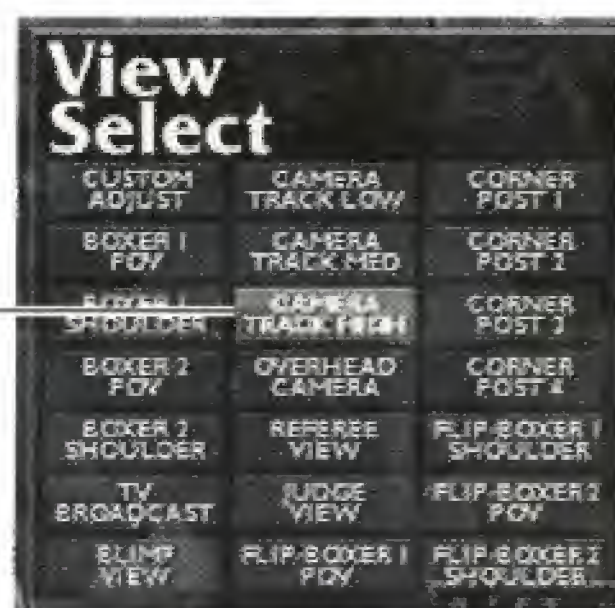 View
Select
CUSTOM CAMERA CORNER
ADJUST TRACK LOW POST 1
BOXER 1 CAMERA CORNER
POV TRACK MED POST 2
BOXER 1 CAMERA CORNER
SHOULDER TRACK HIGH POST 3
BOXER 2 OVERHEAD CORNER
POV CAMERA POST 4
BOXER 2 REFEREE FLIP-BOXER 1
SHOULDER VIEW SHOULDER
TV JUDGE FLIP-BOXER 2
BROADCAST VIEW POV
BLIMP FLIP-BOXER 1 FLIP-BOXER 2
VIEW POV SHOULDER